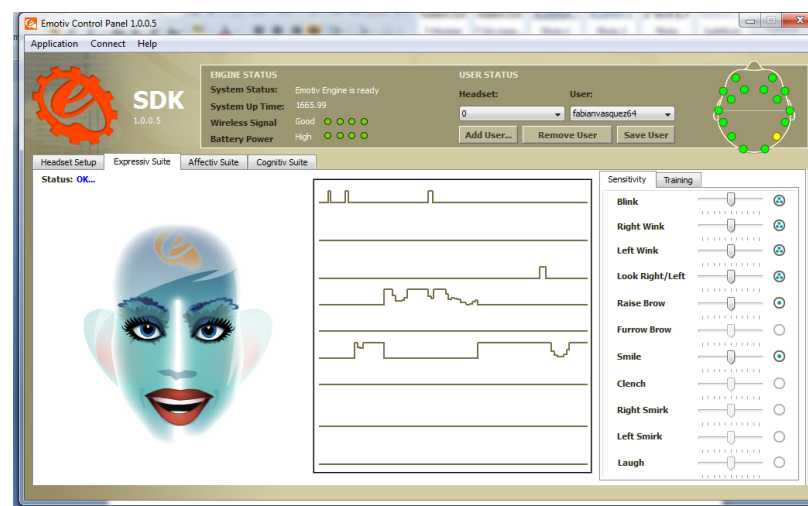 Emotiv Control Panel 1.0.0.5
Application Connect Help
SDK
1.0.0.5
ENGINE STATUS
System Status: Emotiv Engine is ready
System Up Time: 1665.99
Wireless Signal Good
Battery Power High
USER STATUS
Headset: User:
0 fabianvasquez64
Add User... Remove User Save User
Headset Setup Expressiv Suite Affectiv Suite Cognitiv Suite
Status: OK...
Sensitivity Training
Blink
Right Wink
Left Wink
Look Right/Left
Raise Brow
Furrow Brow
Smile
Clench
Right Smirk
Left Smirk
Laugh